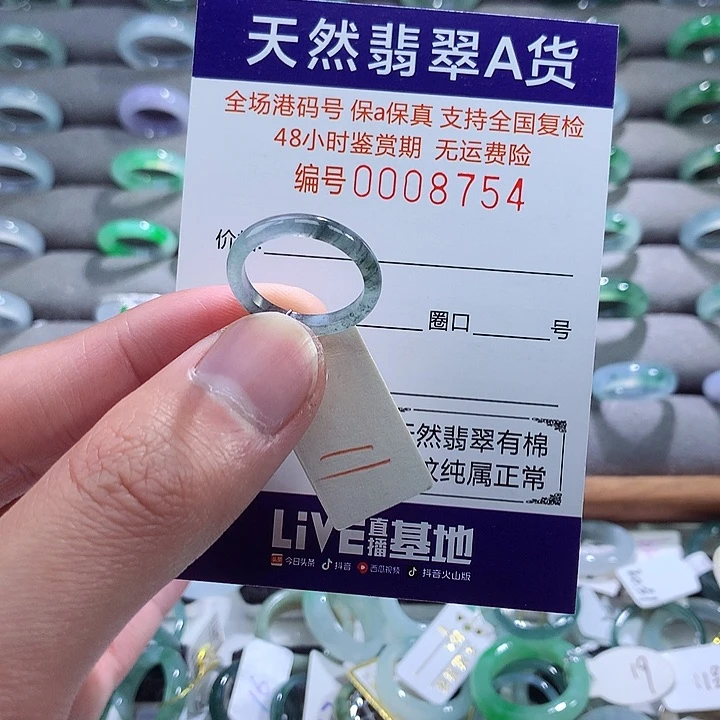 天然翡翠A货
全场港码号 保a保真 支持全国复检
48小时鉴赏期 无运费险
编号0008754
价
圈口 号
天然翡翠有棉
纹纯属正常
LiVE直播基地
头条 今日头条 抖音 西瓜视频 抖音火山版
19